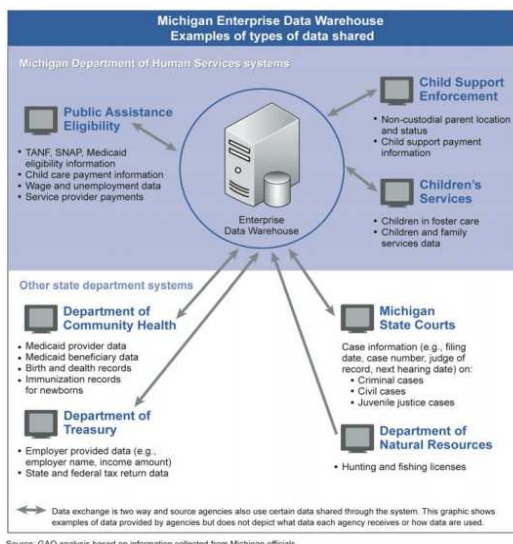 Michigan Enterprise Data Warehouse
Examples of types of data shared
Michigan Department of Human Services systems
Public Assistance
Eligibility
• TANF, SNAP, Medicaid
eligibility information
• Child care payment information
• Wage and unemployment data
• Service provider payments
Enterprise
Data Warehouse
Child Support
Enforcement
• Non-custodial parent location
and status
• Child support payment
information
Children's
Services
• Children in foster care
• Children and family
services data
Other state department systems
Department of
Community Health
• Medicaid provider data
• Medicaid beneficiary data
• Birth and death records
• Immunization records
for newborns
Department of
Treasury
• Employer provided data (e.g.,
employer name, income amount)
• State and federal tax return data
Michigan
State Courts
Case information (e.g., filing
date, case number, judge of
record, next hearing date) on:
• Criminal cases
• Civil cases
• Juvenile justice cases
Department of
Natural Resources
• Hunting and fishing licenses
Data exchange is two way and source agencies also use certain data shared through the system. This graphic shows
examples of data provided by agencies but does not depict what data each agency receives or how data are used.
Source: GAO analysis based on information collected from Michigan officials.